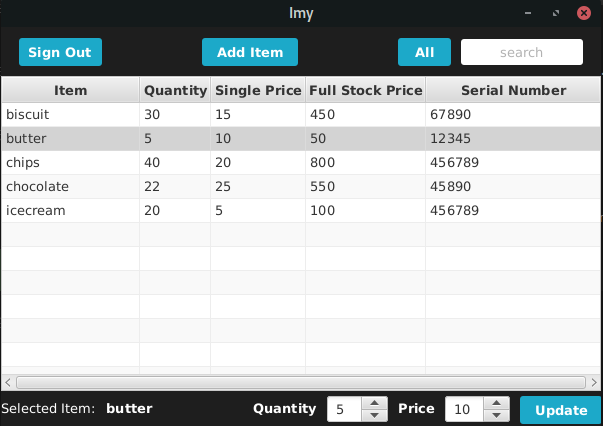 lmy
Sign Out Add Item All search
Item Quantity Single Price Full Stock Price Serial Number
biscuit 30 15 450 67890
butter 5 10 50 12345
chips 40 20 800 456789
chocolate 22 25 550 45890
icecream 20 5 100 456789
Selected Item: butter Quantity 5 Price 10 Update